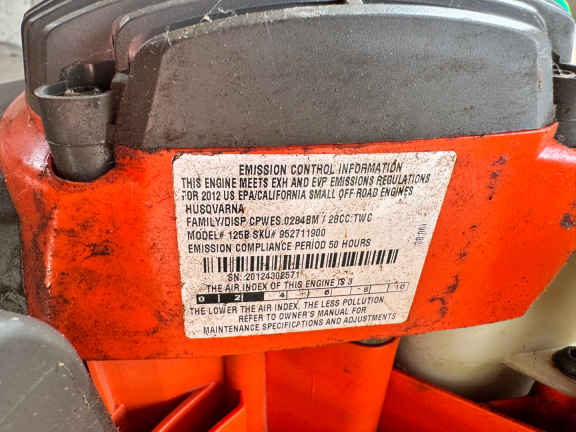 EMISSION CONTROL INFORMATION
THIS ENGINE MEETS EXH AND EVP EMISSIONS REGULATIONS
FOR 2012 US EPA/CALIFORNIA SMALL OFF-ROAD ENGINES
HUSQVARNA
FAMILY/DISP.CPWES.0284BM / 28CC:TWC
MODEL# 125B SKU# 952711900
EMISSION COMPLIANCE PERIOD 50 HOURS
SN: 20124308571
THE AIR INDEX OF THIS ENGINE IS 3
0 2 4 6 8 10
THE LOWER THE AIR INDEX, THE LESS POLLUTION
REFER TO OWNER'S MANUAL FOR
MAINTENANCE SPECIFICATIONS AND ADJUSTMENTS